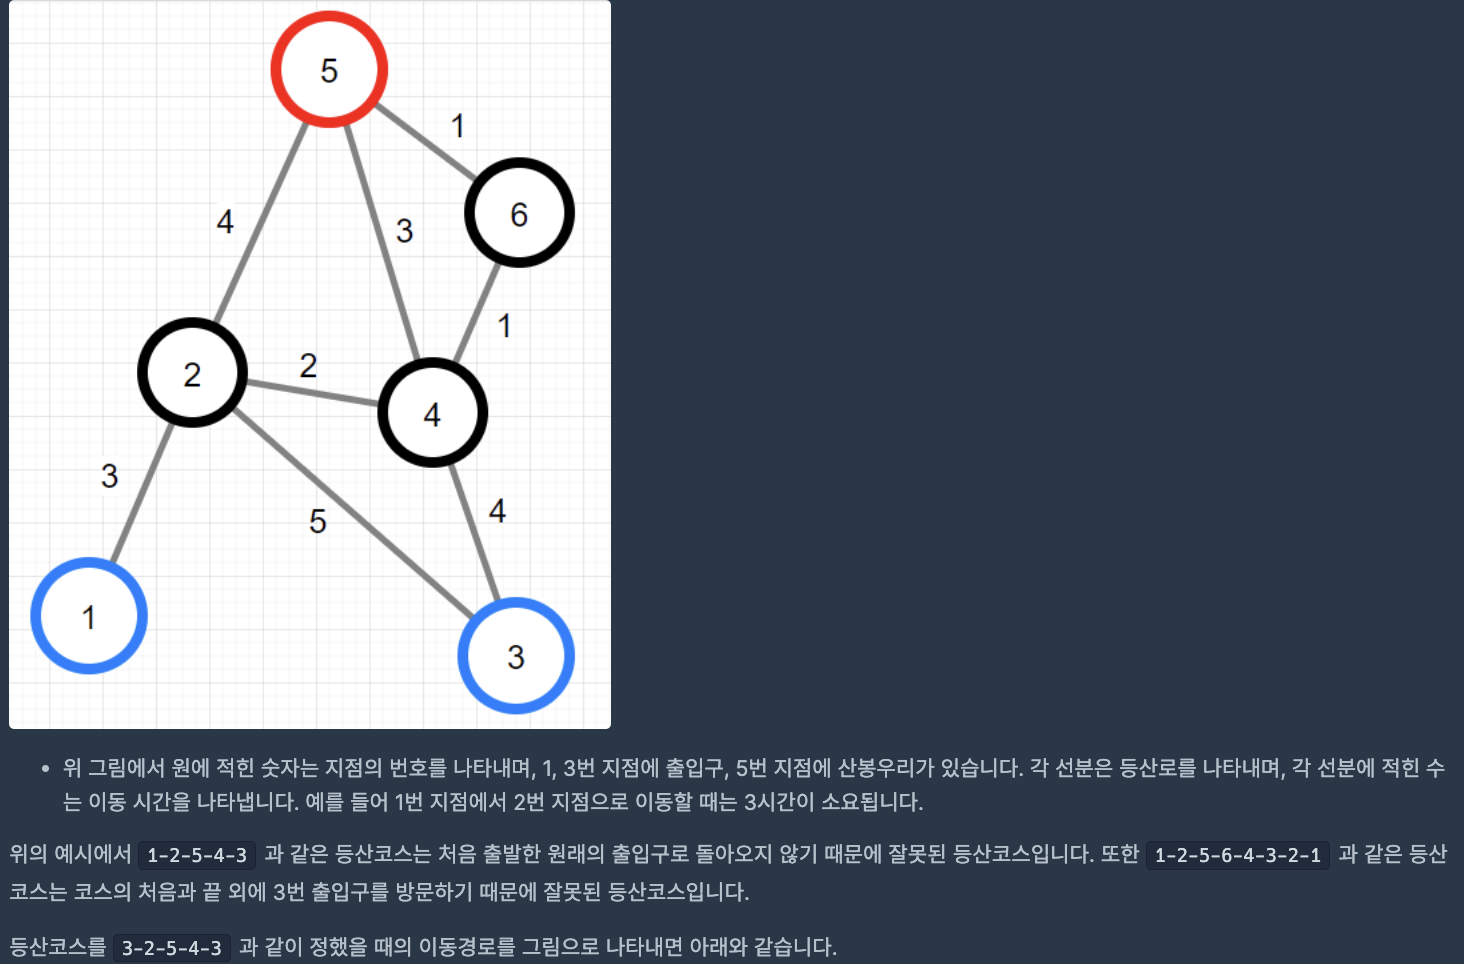 5
1
6
4
3
1
2
2
4
3
5
4
1
3
위 그림에서 원에 적힌 숫자는 지점의 번호를 나타내며, 1, 3번 지점에 출입구, 5번 지점에 산봉우리가 있습니다. 각 선분은 등산로를 나타내며, 각 선분에 적힌 수
는 이동 시간을 나타냅니다. 예를 들어 1번 지점에서 2번 지점으로 이동할 때는 3시간이 소요됩니다.
위의 예시에서 1-2-5-4-3 과 같은 등산코스는 처음 출발한 원래의 출입구로 돌아오지 않기 때문에 잘못된 등산코스입니다. 또한 1-2-5-6-4-3-2-1 과 같은 등산
코스는 코스의 처음과 끝 외에 3번 출입구를 방문하기 때문에 잘못된 등산코스입니다.
등산코스를 3-2-5-4-3 과 같이 정했을 때의 이동경로를 그림으로 나타내면 아래와 같습니다.